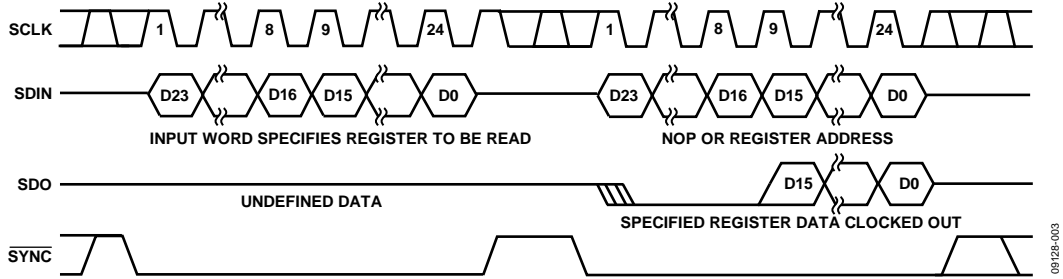 SCLK 1 8 9 24 1 8 9 24
SDIN D23 D16 D15 D0 D23 D16 D15 D0
INPUT WORD SPECIFIES REGISTER TO BE READ NOP OR REGISTER ADDRESS
SDO D15 D0
UNDEFINED DATA SPECIFIED REGISTER DATA CLOCKED OUT
SYNC
09128-003